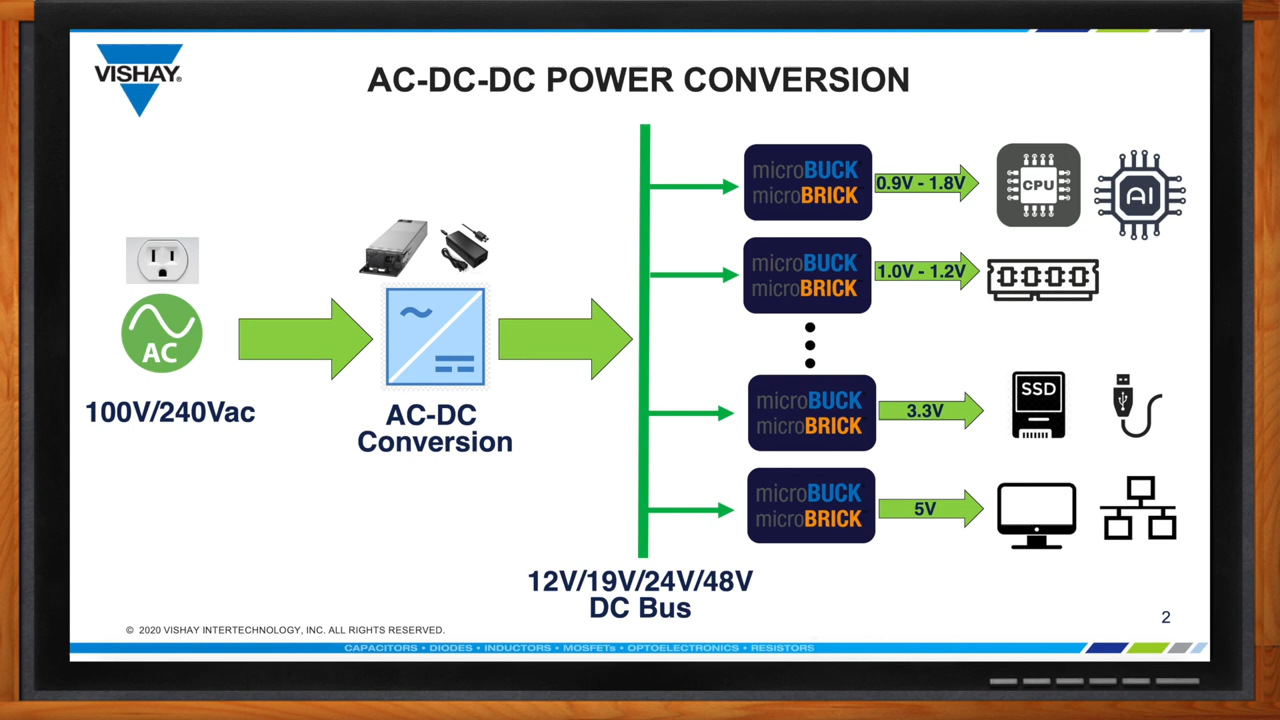 VISHAY®
AC-DC-DC POWER CONVERSION
AC
100V/240Vac
AC-DC
Conversion
microBUCK
microBRICK
0.9V - 1.8V
CPU
AI
microBUCK
microBRICK
1.0V - 1.2V
microBUCK
microBRICK
3.3V
SSD
microBUCK
microBRICK
5V
12V/19V/24V/48V
DC Bus
2
© 2020 VISHAY INTERTECHNOLOGY, INC. ALL RIGHTS RESERVED.
CAPACITORS • DIODES • INDUCTORS • MOSFETs • OPTOELECTRONICS • RESISTORS